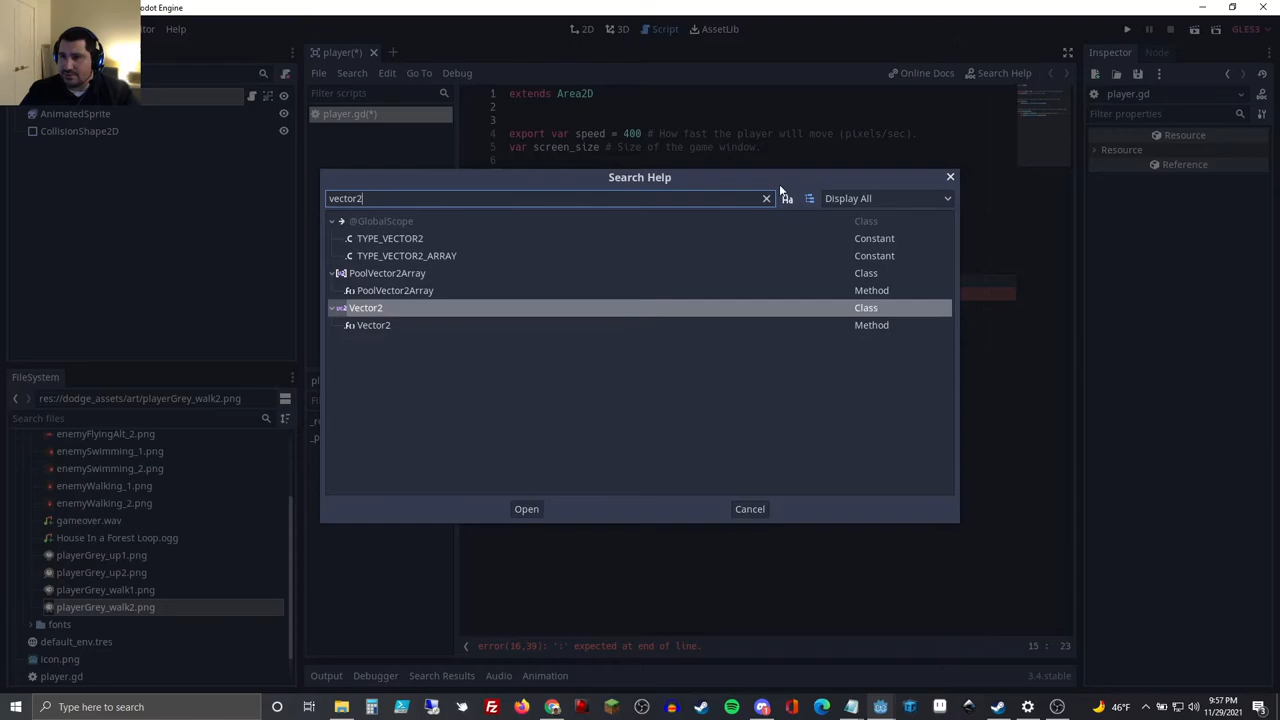 odot Engine
itor Help
2D 3D Script AssetLib
GLES3
player(*)
File Search Edit Go To Debug
Online Docs Search Help
Filter scripts
player.gd(*)
AnimatedSprite
CollisionShape2D
1 extends Area2D
2
3
4 export var speed = 400 # How fast the player will move (pixels/sec).
5 var screen_size # Size of the game window.
6
Inspector Node
player.gd
Filter properties
Resource
Resource
Reference
Search Help
vector2
Display All
@GlobalScope Class
TYPE_VECTOR2 Constant
TYPE_VECTOR2_ARRAY Constant
PoolVector2Array Class
PoolVector2Array Method
Vector2 Class
Vector2 Method
Open Cancel
FileSystem
res://dodge_assets/art/playerGrey_walk2.png
Search files
enemyFlyingAlt_2.png
enemySwimming_1.png
enemySwimming_2.png
enemyWalking_1.png
enemyWalking_2.png
gameover.wav
House In a Forest Loop.ogg
playerGrey_up1.png
playerGrey_up2.png
playerGrey_walk1.png
playerGrey_walk2.png
fonts
default_env.tres
icon.png
player.gd
error(16,39): ':' expected at end of line.
15 : 23
Output Debugger Search Results Audio Animation
3.4.stable
Type here to search
46°F
9:57 PM
11/29/2021